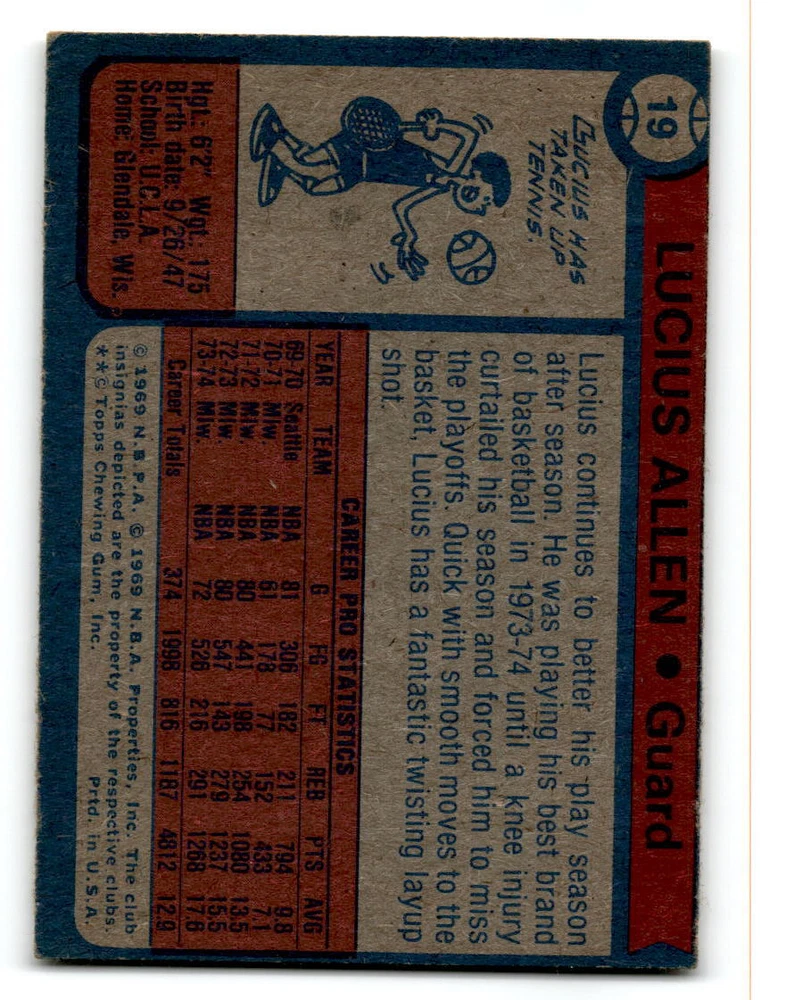 19
LUCIUS ALLEN • Guard
LUCIUS HAS
TAKEN UP
TENNIS.
Hgt.: 6'2" Wgt.: 175
Birth date: 9/26/47
School: U.C.L.A.
Home: Glendale, Wis.
Lucius continues to better his play season
after season. He was playing his best brand
of basketball in 1973-74 until a knee injury
curtailed his season and forced him to miss
the playoffs. Quick with smooth moves to the
basket, Lucius has a fantastic twisting layup
shot.
CAREER PRO STATISTICS
YEAR TEAM G FG FT REB PTS AVG
69-70 Seattle NBA 81 306 182 211 794 9.8
70-71 Milw. NBA 61 178 77 152 433 7.1
71-72 Milw. NBA 80 441 198 254 1080 13.5
72-73 Milw. NBA 80 547 143 279 1237 15.5
73-74 Milw. NBA 72 526 216 291 1268 17.6
Career Totals 374 1998 816 1187 4812 12.9
© 1969 N.B.P.A. © 1969 N.B.A. Properties, Inc. The club
insignias depicted are the property of the respective clubs.
**© Topps Chewing Gum, Inc. Prtd. in U.S.A.